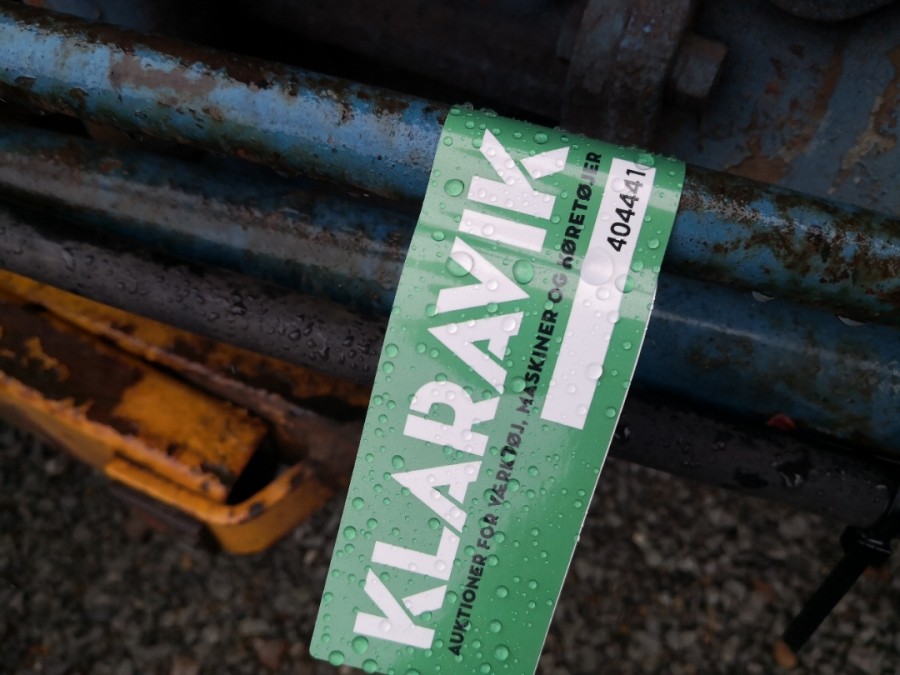 KLARAVIK
AUKTIONER FOR VÆRKTØJ, MASKINER OG KØRETØJER
404441